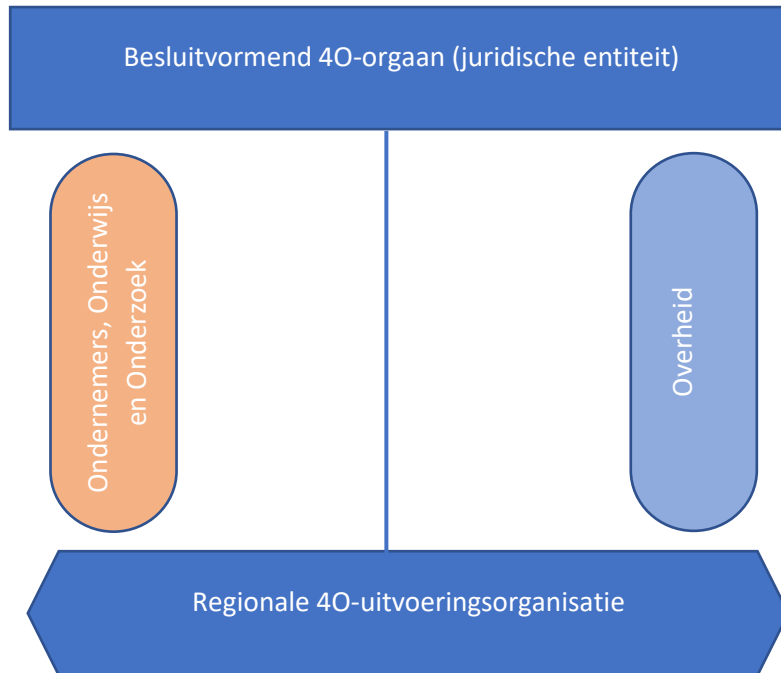 Besluitvormend 4O-orgaan (juridische entiteit)
Ondernemers, Onderwijs
en Onderzoek
Overheid
Regionale 4O-uitvoeringsorganisatie